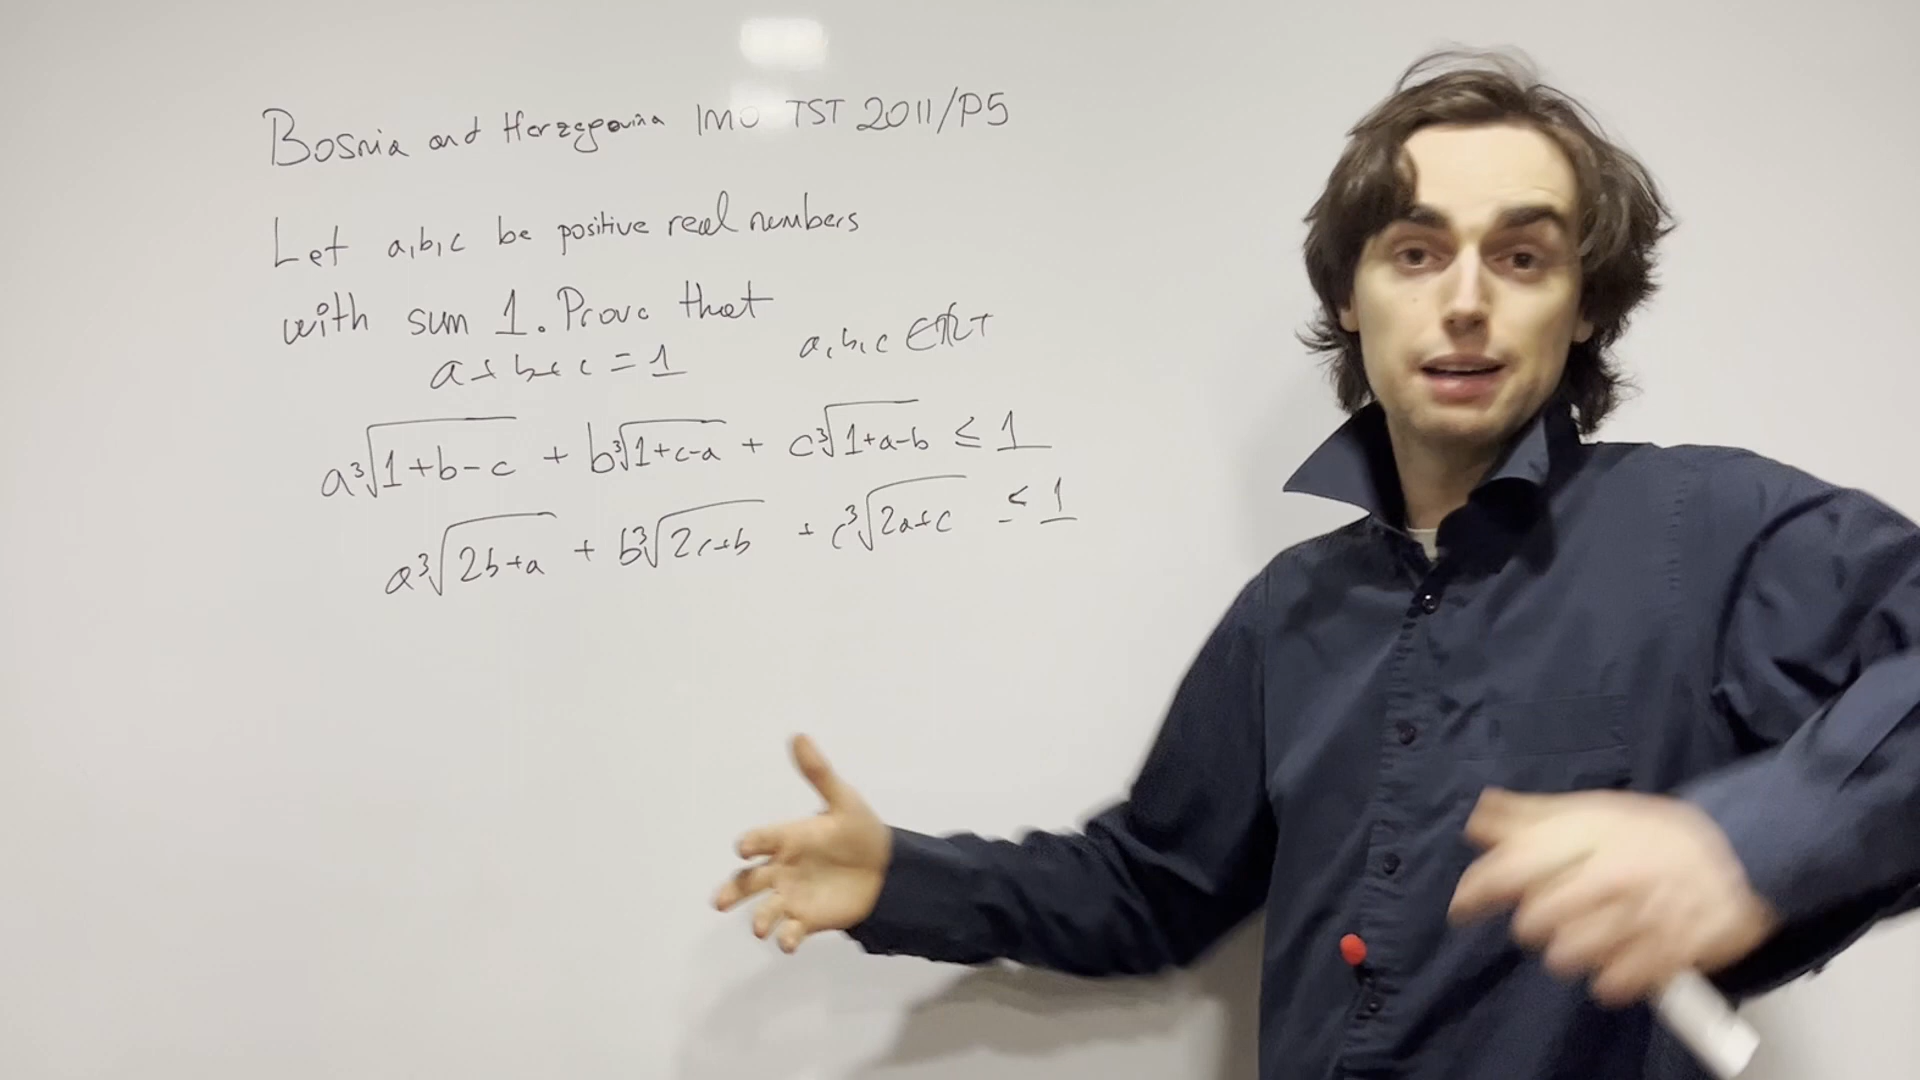 Bosnia and Herzegovina IMO TST 2011/P5
Let a,b,c be positive real numbers
with sum 1. Prove that
a+b+c=1 a,b,c ∈ ℝ+
a∛(1+b-c) + b∛(1+c-a) + c∛(1+a-b) ≤ 1
a∛(2b+a) + b∛(2c+b) + c∛(2a+c) ≤ 1